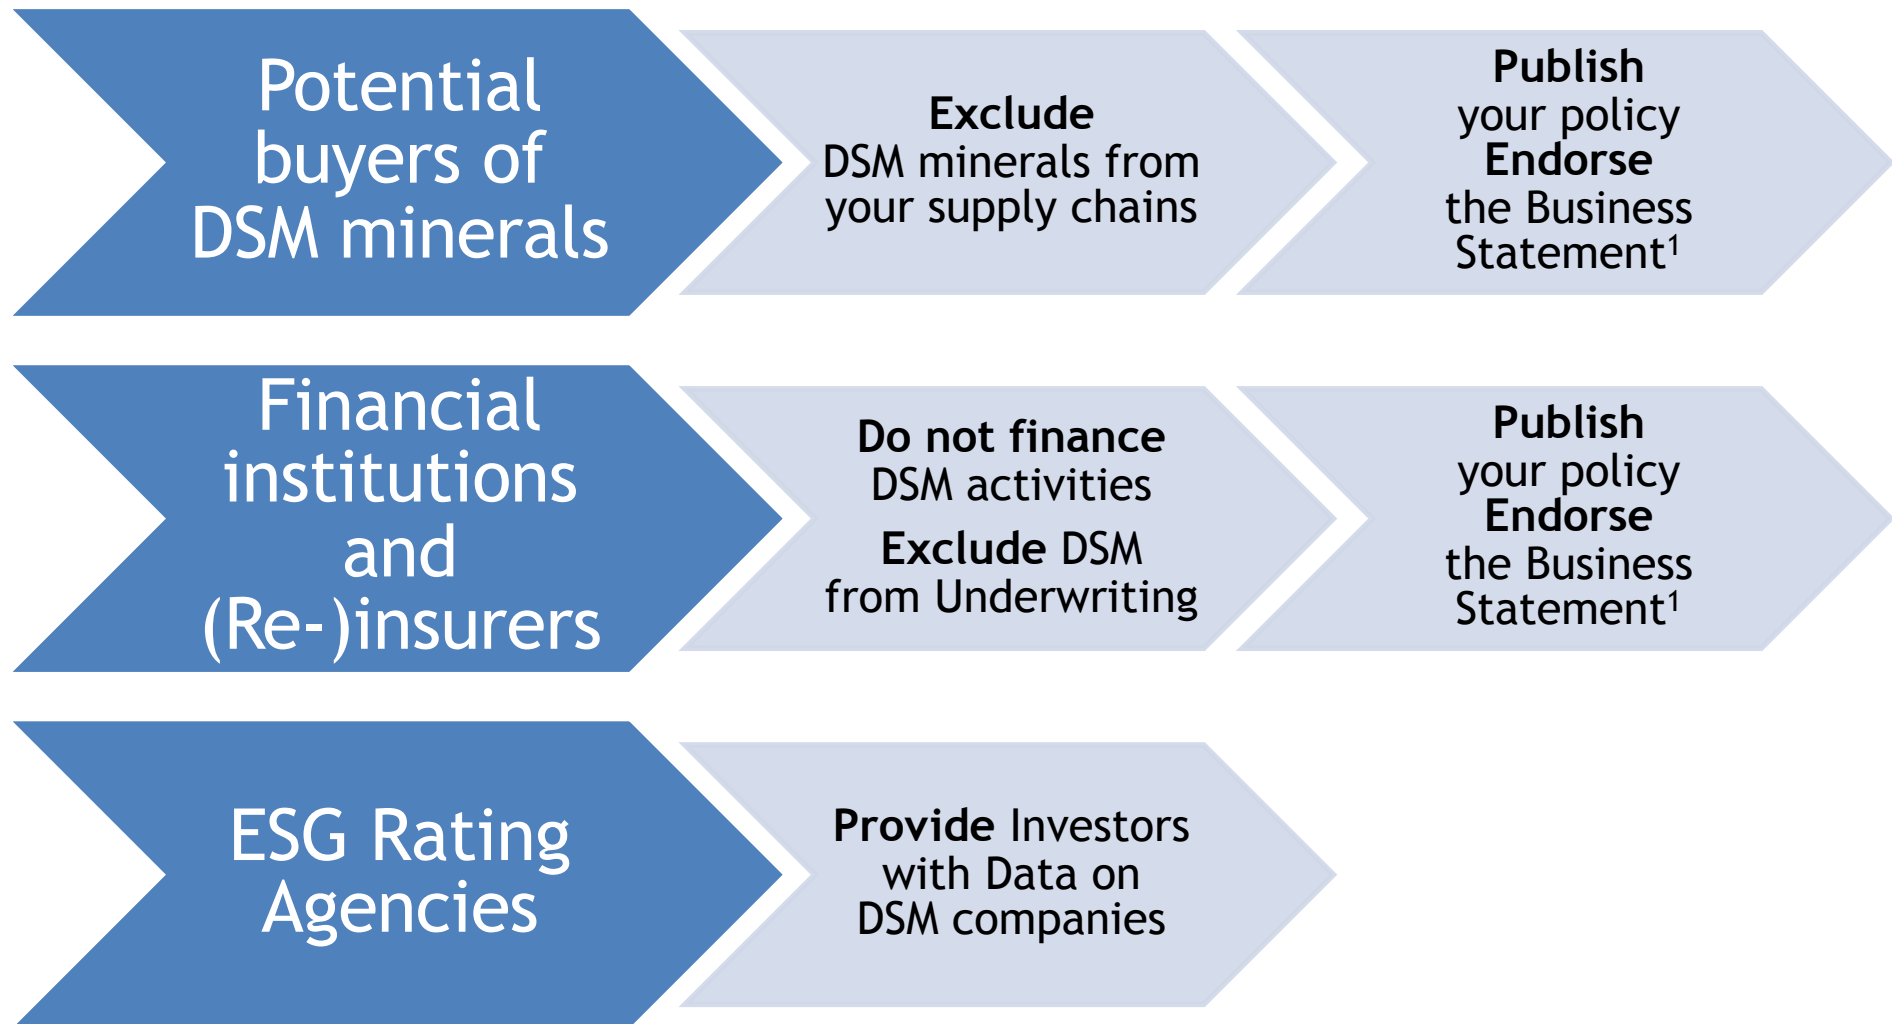 Potential
buyers of
DSM minerals
Exclude
DSM minerals from
your supply chains
Publish
your policy
Endorse
the Business
Statement¹
Financial
institutions
and
(Re-)insurers
Do not finance
DSM activities
Exclude DSM
from Underwriting
Publish
your policy
Endorse
the Business
Statement¹
ESG Rating
Agencies
Provide Investors
with Data on
DSM companies